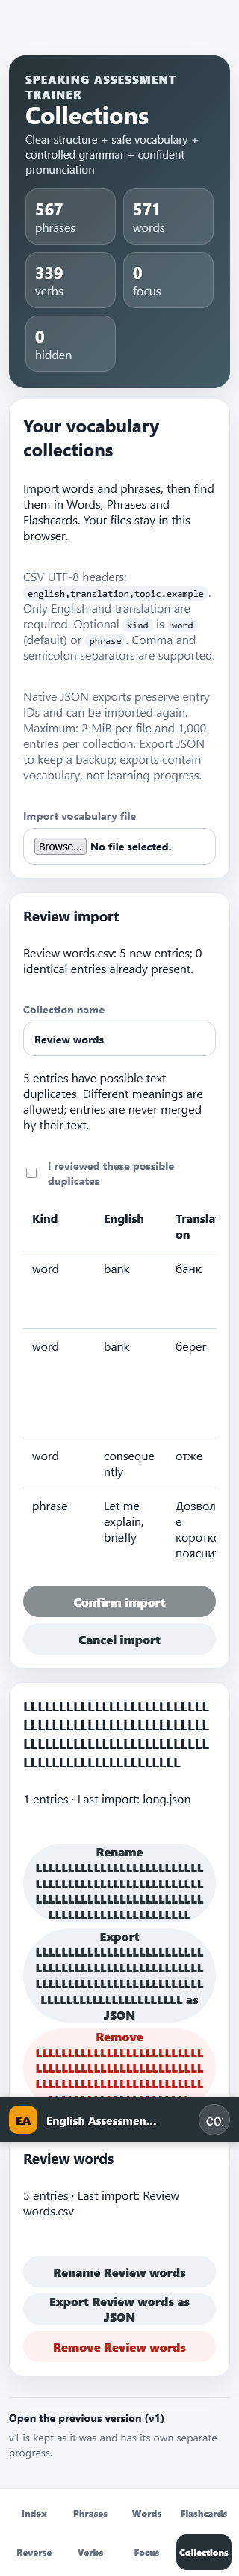 SPEAKING ASSESSMENT
TRAINER
Collections
Clear structure + safe vocabulary +
controlled grammar + confident
pronunciation
567
phrases
571
words
339
verbs
0
focus
0
hidden
Your vocabulary
collections
Import words and phrases, then find
them in Words, Phrases and
Flashcards. Your files stay in this
browser.
CSV UTF-8 headers:
english,translation,topic,example.
Only English and translation are
required. Optional kind is word
(default) or phrase. Comma and
semicolon separators are supported.
Native JSON exports preserve entry
IDs and can be imported again.
Maximum: 2 MiB per file and 1,000
entries per collection. Export JSON
to keep a backup; exports contain
vocabulary, not learning progress.
Import vocabulary file
Browse... No file selected.
Review import
Review words.csv: 5 new entries; 0
identical entries already present.
Collection name
Review words
5 entries have possible text
duplicates. Different meanings are
allowed; entries are never merged
by their text.
I reviewed these possible
duplicates
Kind English
word bank банк
word bank берег
word conseque
ntly
phrase Let me
explain,
briefly
Confirm import
Cancel import
1 entries · Last import: long.json
Rename
Export
as
JSON
Remove
EA English Assessmen... CO
Review words
5 entries · Last import: Review
words.csv
Rename Review words
Export Review words as
JSON
Remove Review words
Open the previous version (v1)
v1 is kept as it was and has its own separate
progress.
Index Phrases Words Flashcards
Reverse Verbs Focus Collections